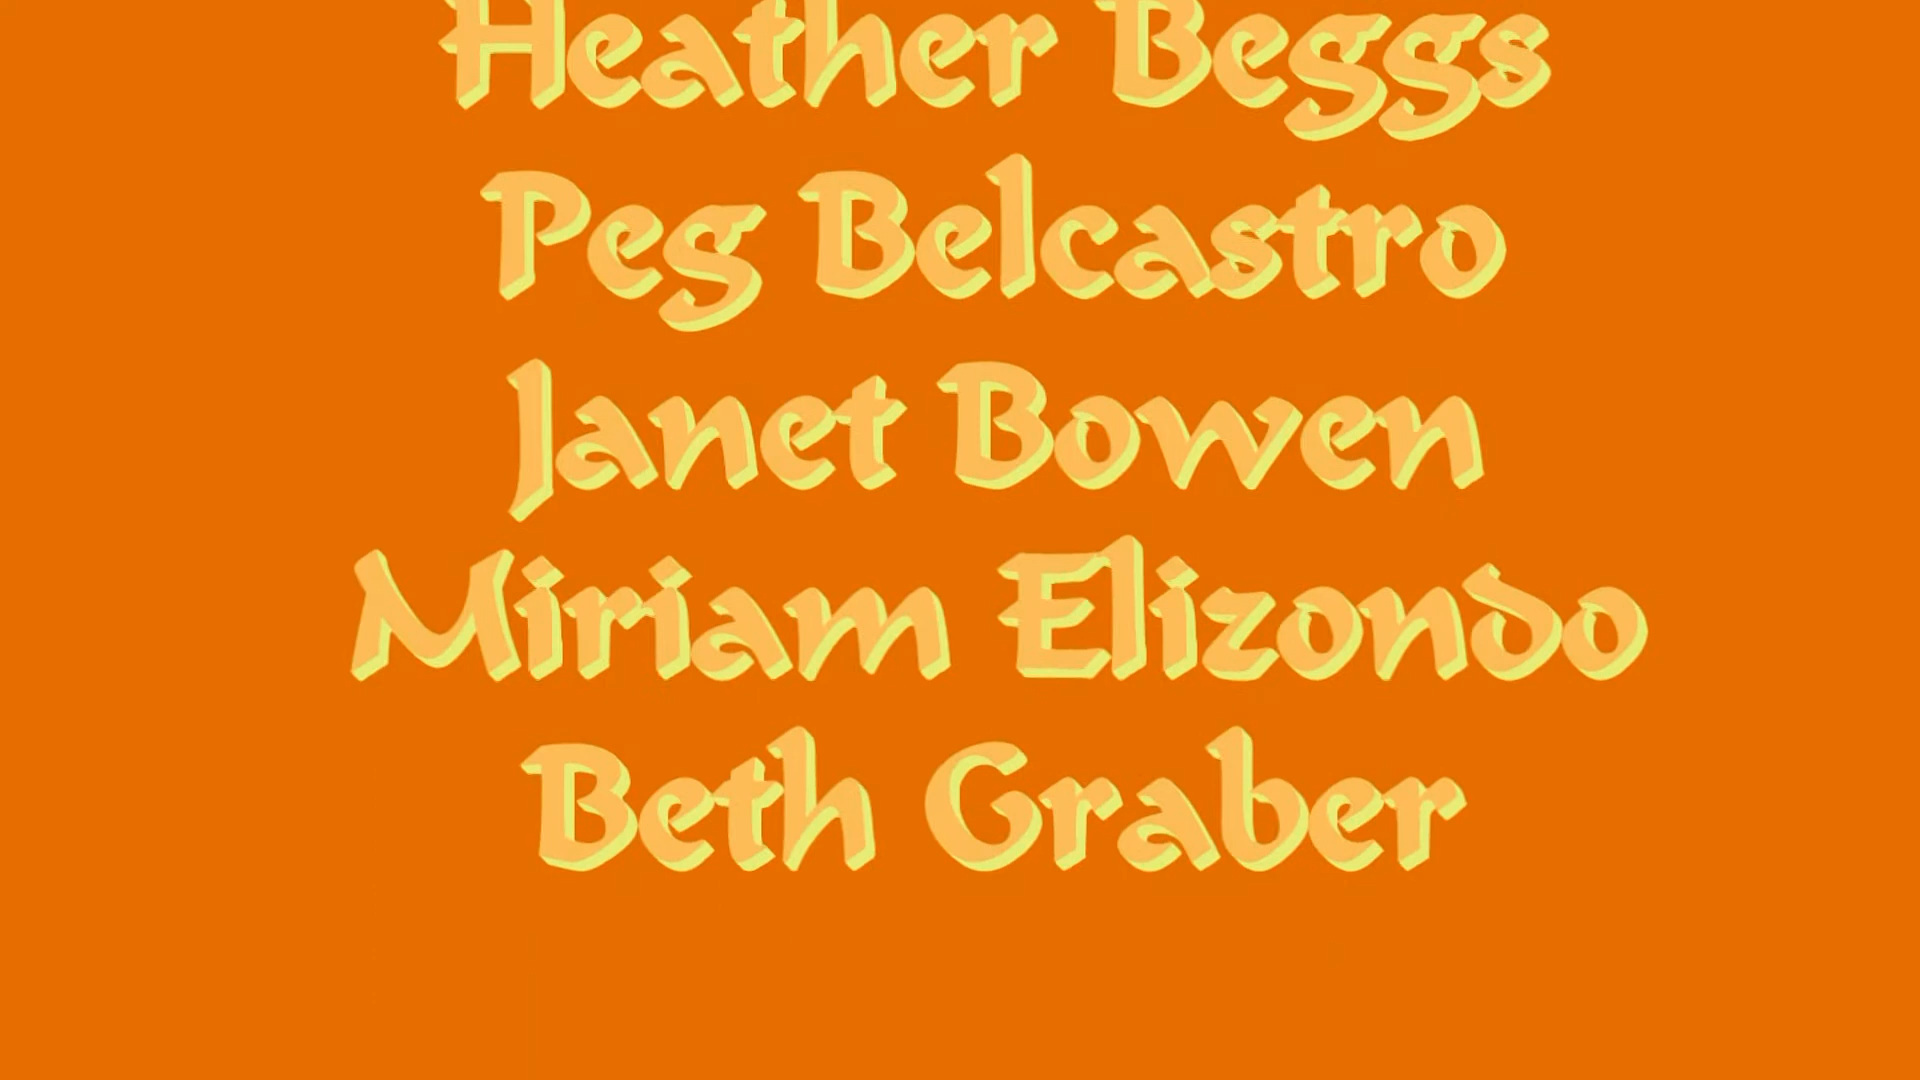 Heather Beggs
Peg Belcastro
Janet Bowen
Miriam Elizondo
Beth Graber